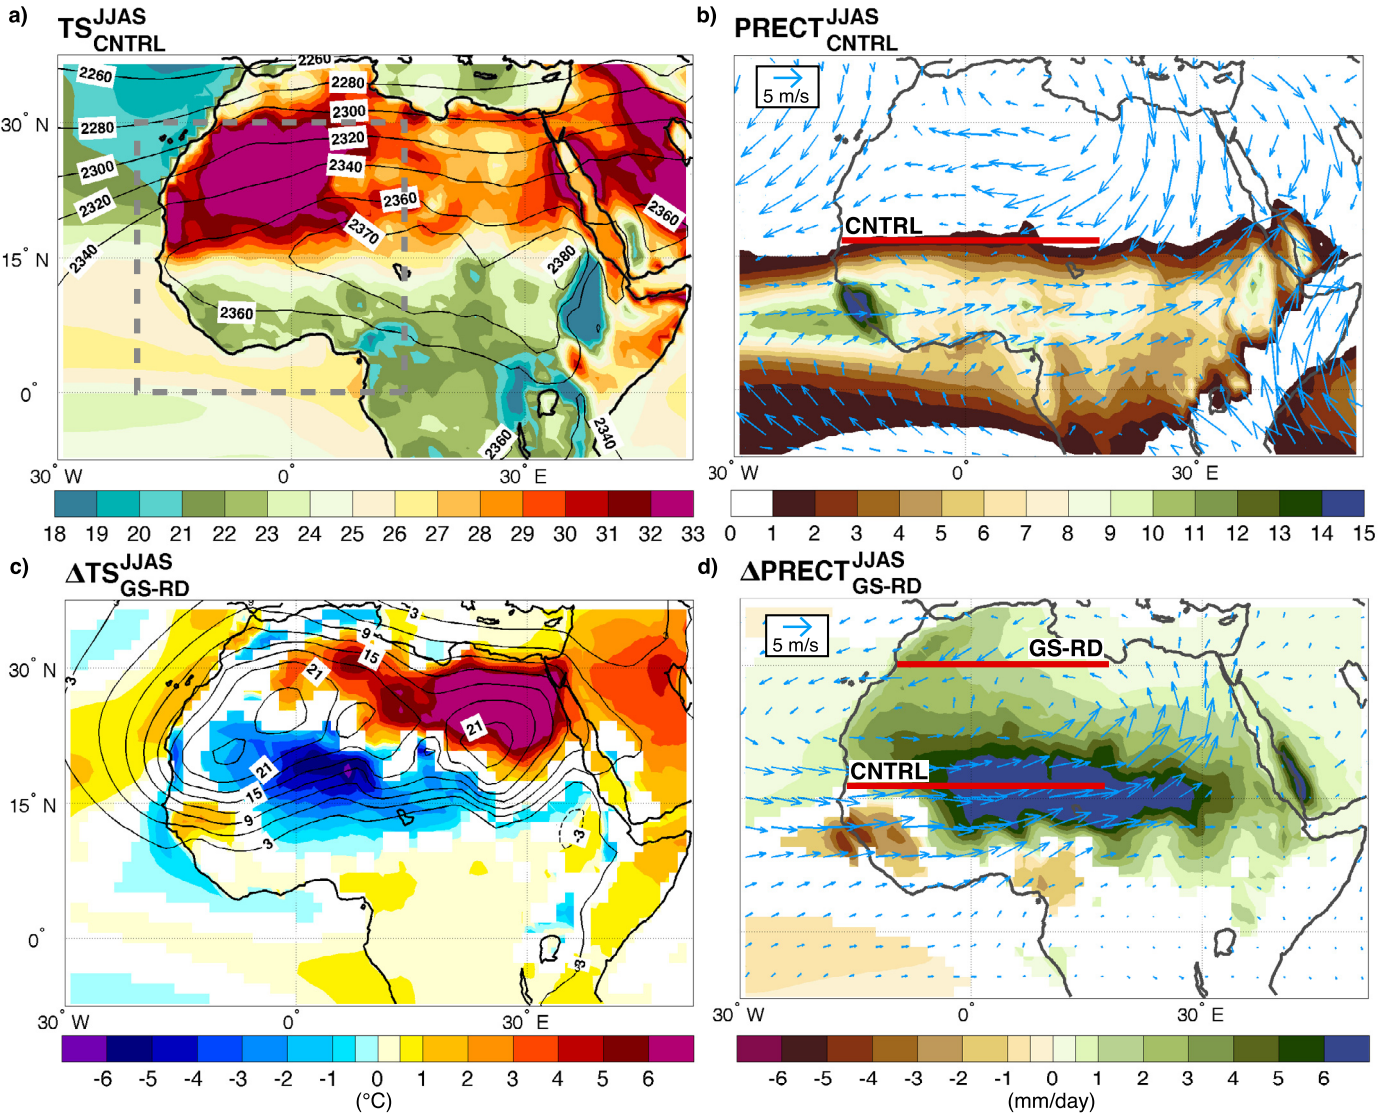 a) TS JJAS CNTRL
2260
2260
2280
2300
2280
2320
2300
2340
2320
2360
2360
2370
2340
2380
2360
2360
2340
30° N
15° N
0°
30° W 0° 30° E
18 19 20 21 22 23 24 25 26 27 28 29 30 31 32 33
b) PRECT JJAS CNTRL
5 m/s
CNTRL
30° W 0° 30° E
0 1 2 3 4 5 6 7 8 9 10 11 12 13 14 15
c) ΔTS JJAS GS-RD
3
9
3
15
21
3
21
21
15
9
3
-3
3
30° N
15° N
0°
30° W 0° 30° E
-6 -5 -4 -3 -2 -1 0 1 2 3 4 5 6
(°C)
d) ΔPRECT JJAS GS-RD
5 m/s
GS-RD
CNTRL
30° W 0° 30° E
-6 -5 -4 -3 -2 -1 0 1 2 3 4 5 6
(mm/day)